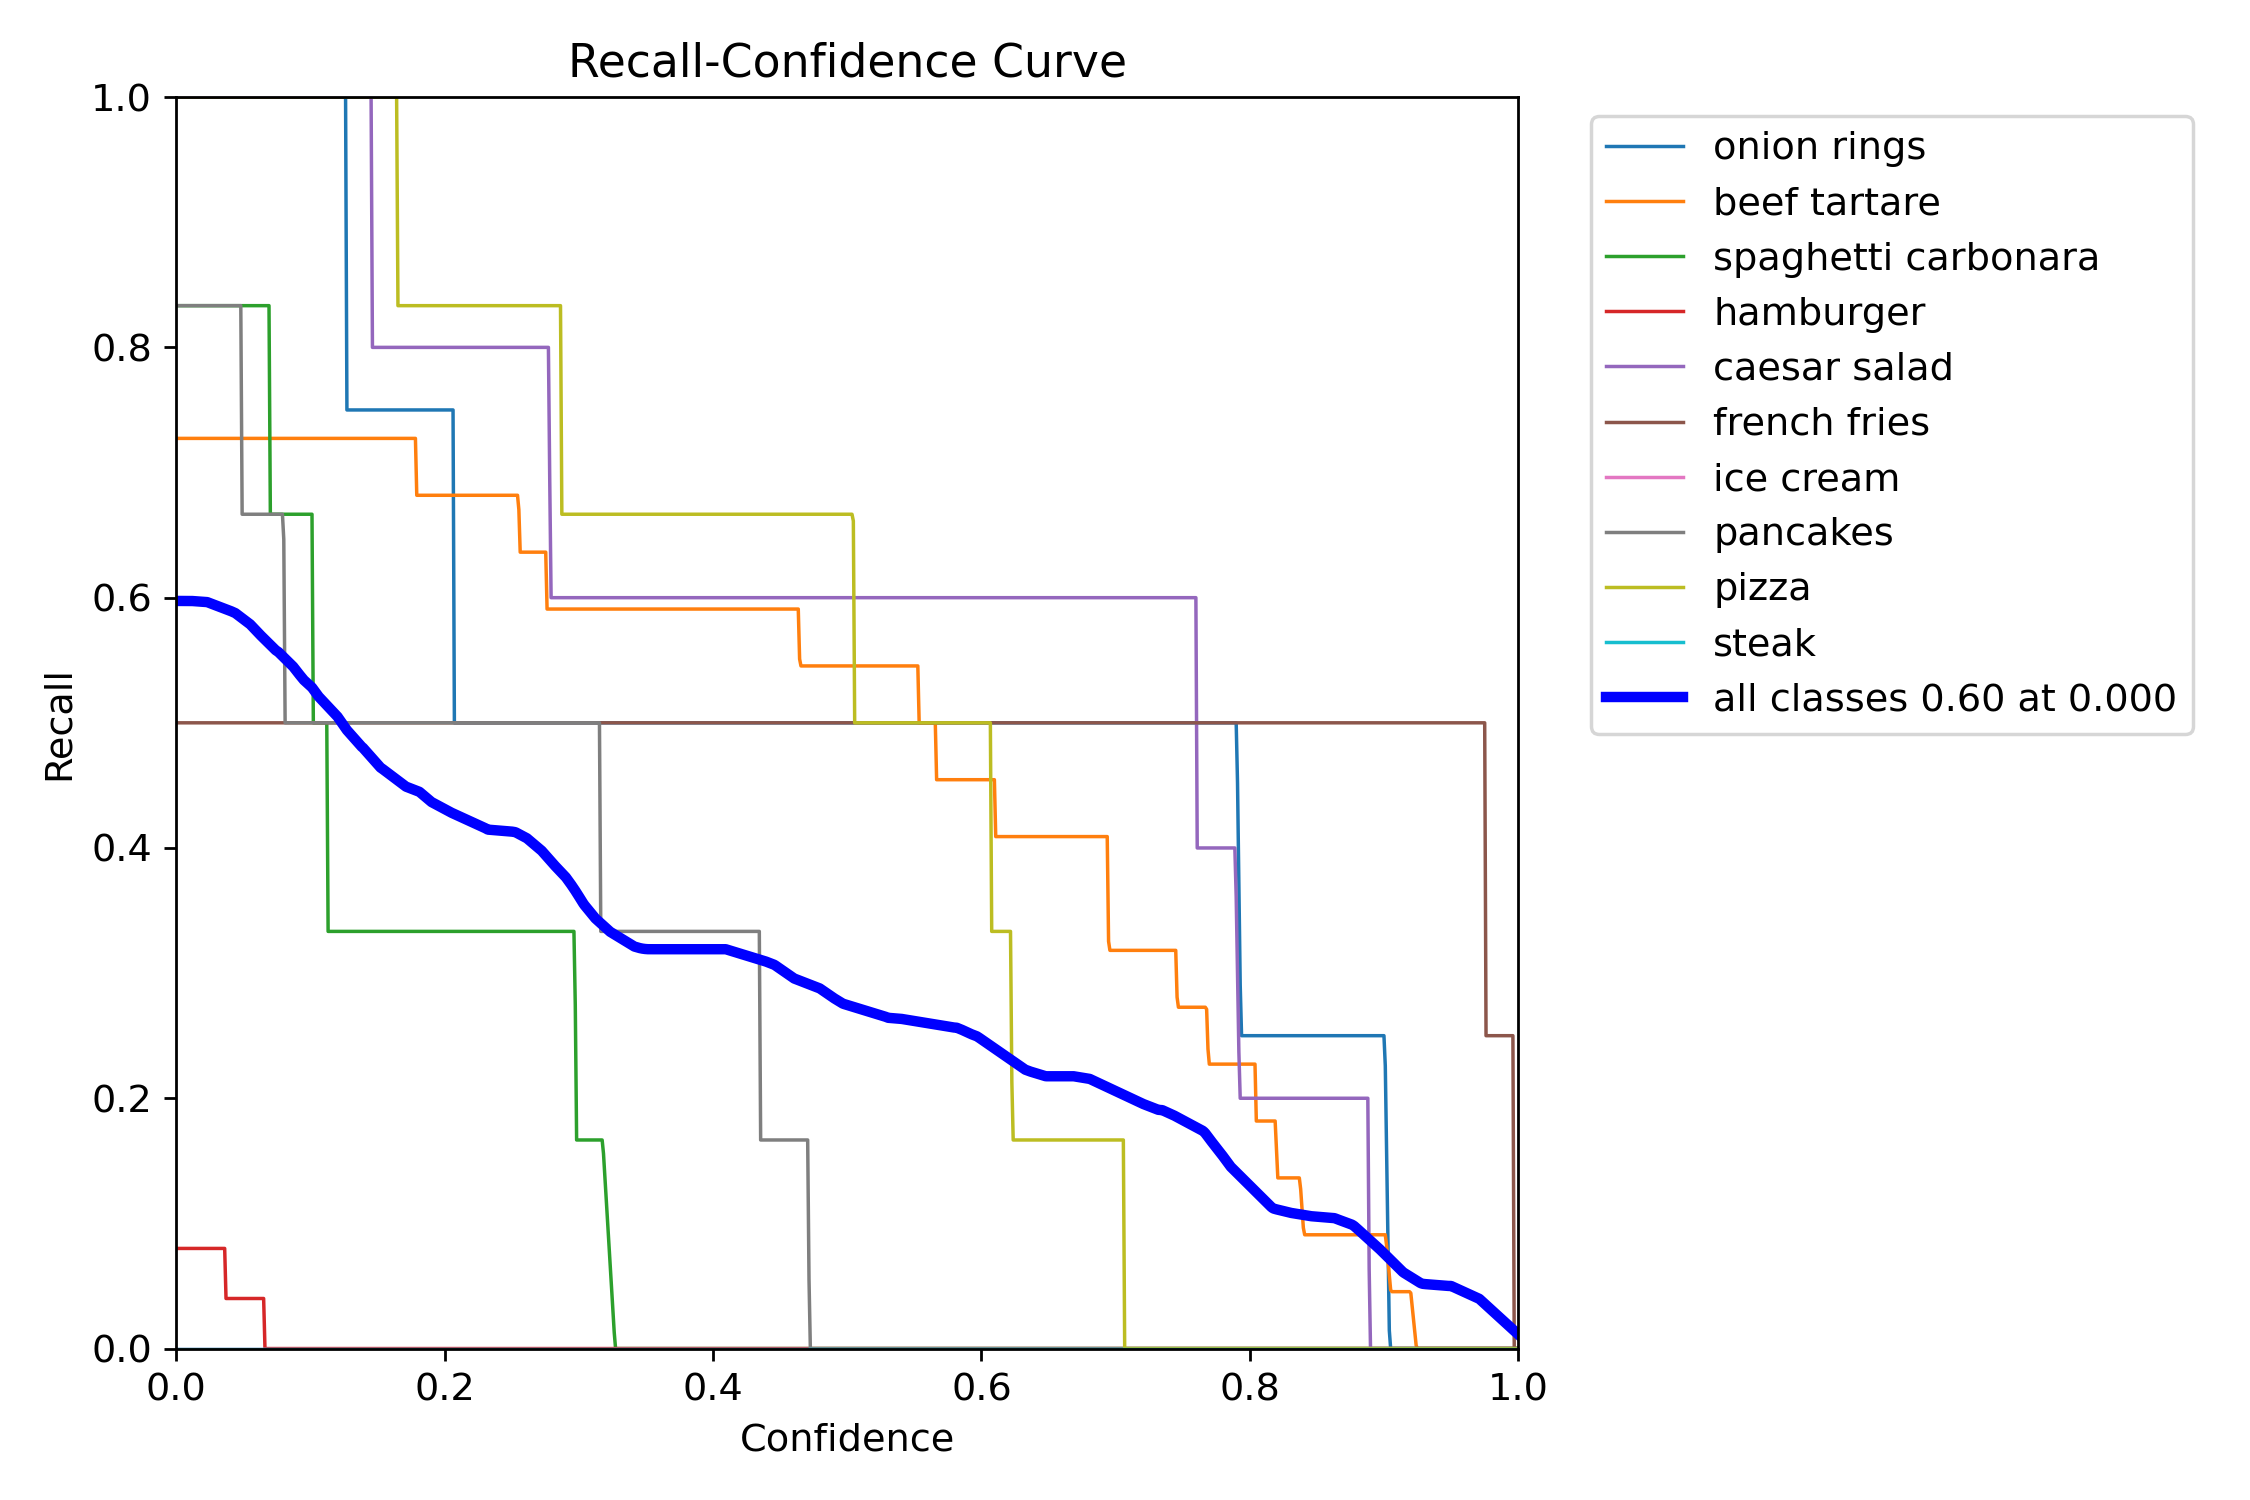 Recall-Confidence Curve
1.0
0.8
0.6
0.4
0.2
0.0
Recall
0.0 0.2 0.4 0.6 0.8 1.0
Confidence
onion rings
beef tartare
spaghetti carbonara
hamburger
caesar salad
french fries
ice cream
pancakes
pizza
steak
all classes 0.60 at 0.000